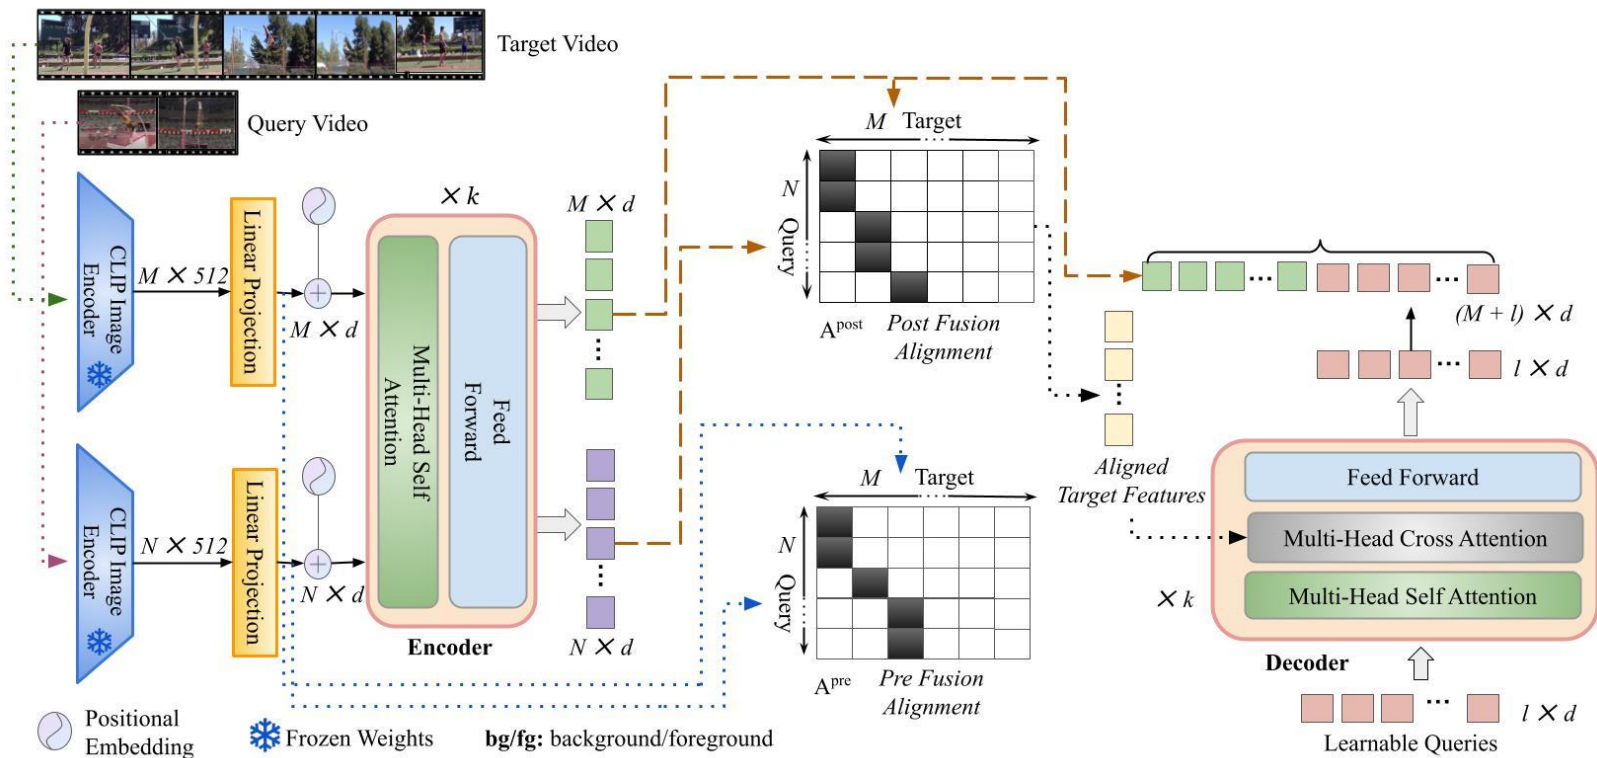 Target Video
Query Video
CLIP Image
Encoder
M × 512
Linear Projection
M × d
× k
Multi-Head Self
Attention
Feed
Forward
Encoder
M × d
N × d
CLIP Image
Encoder
N × 512
Linear Projection
N × d
M Target
N
Query
A^post
Post Fusion
Alignment
M Target
N
Query
A^pre
Pre Fusion
Alignment
(M + l) × d
l × d
Aligned
Target Features
Feed Forward
Multi-Head Cross Attention
Multi-Head Self Attention
× k
Decoder
l × d
Learnable Queries
Positional
Embedding
Frozen Weights
bg/fg: background/foreground